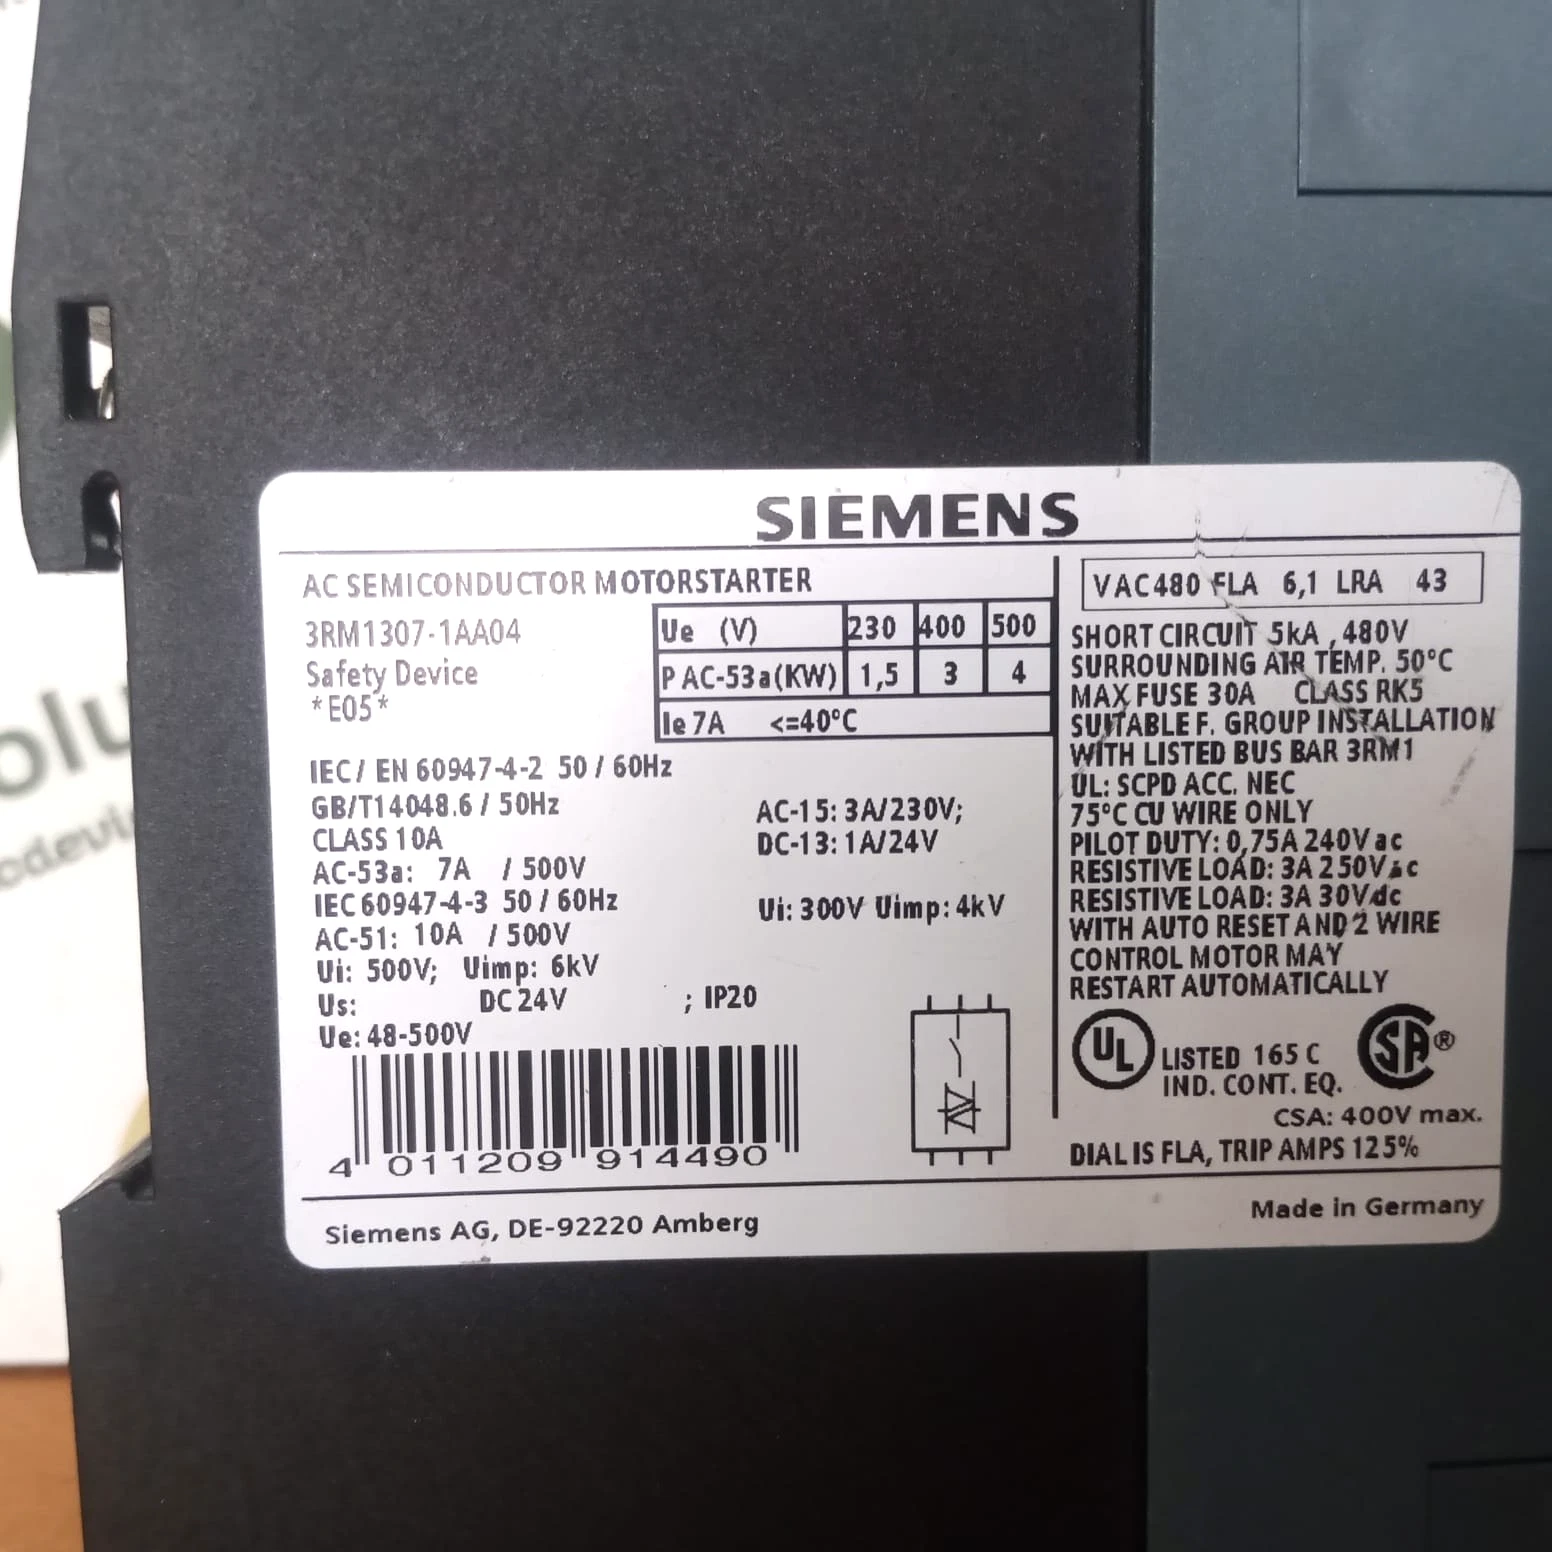 SIEMENS
AC SEMICONDUCTOR MOTORSTARTER
3RM1307-1AA04
Safety Device
*E05*
Ue (V) 230 400 500
P AC-53a(KW) 1,5 3 4
Ie 7A <=40°C
IEC/ EN 60947-4-2 50 / 60Hz
GB/T14048.6 / 50Hz
CLASS 10A
AC-53a: 7A / 500V
IEC 60947-4-3 50 / 60Hz
AC-51: 10A / 500V
Ui: 500V; Uimp: 6kV
Us: DC 24V ; IP20
Ue: 48-500V
AC-15: 3A/230V;
DC-13: 1A/24V
Ui: 300V Uimp: 4kV
4 011209 914490
VAC480 FLA 6,1 LRA 43
SHORT CIRCUIT 5kA , 480V
SURROUNDING AIR TEMP. 50°C
MAX FUSE 30A CLASS RK5
SUITABLE F. GROUP INSTALLATION
WITH LISTED BUS BAR 3RM1
UL: SCPD ACC. NEC
75°C CU WIRE ONLY
PILOT DUTY: 0,75A 240V ac
RESISTIVE LOAD: 3A 250V ac
RESISTIVE LOAD: 3A 30Vdc
WITH AUTO RESET AND 2 WIRE
CONTROL MOTOR MAY
RESTART AUTOMATICALLY
UL LISTED 165 C SA®
IND. CONT. EQ.
CSA: 400V max.
DIAL IS FLA, TRIP AMPS 125%
Siemens AG, DE-92220 Amberg
Made in Germany
olu
cdevi